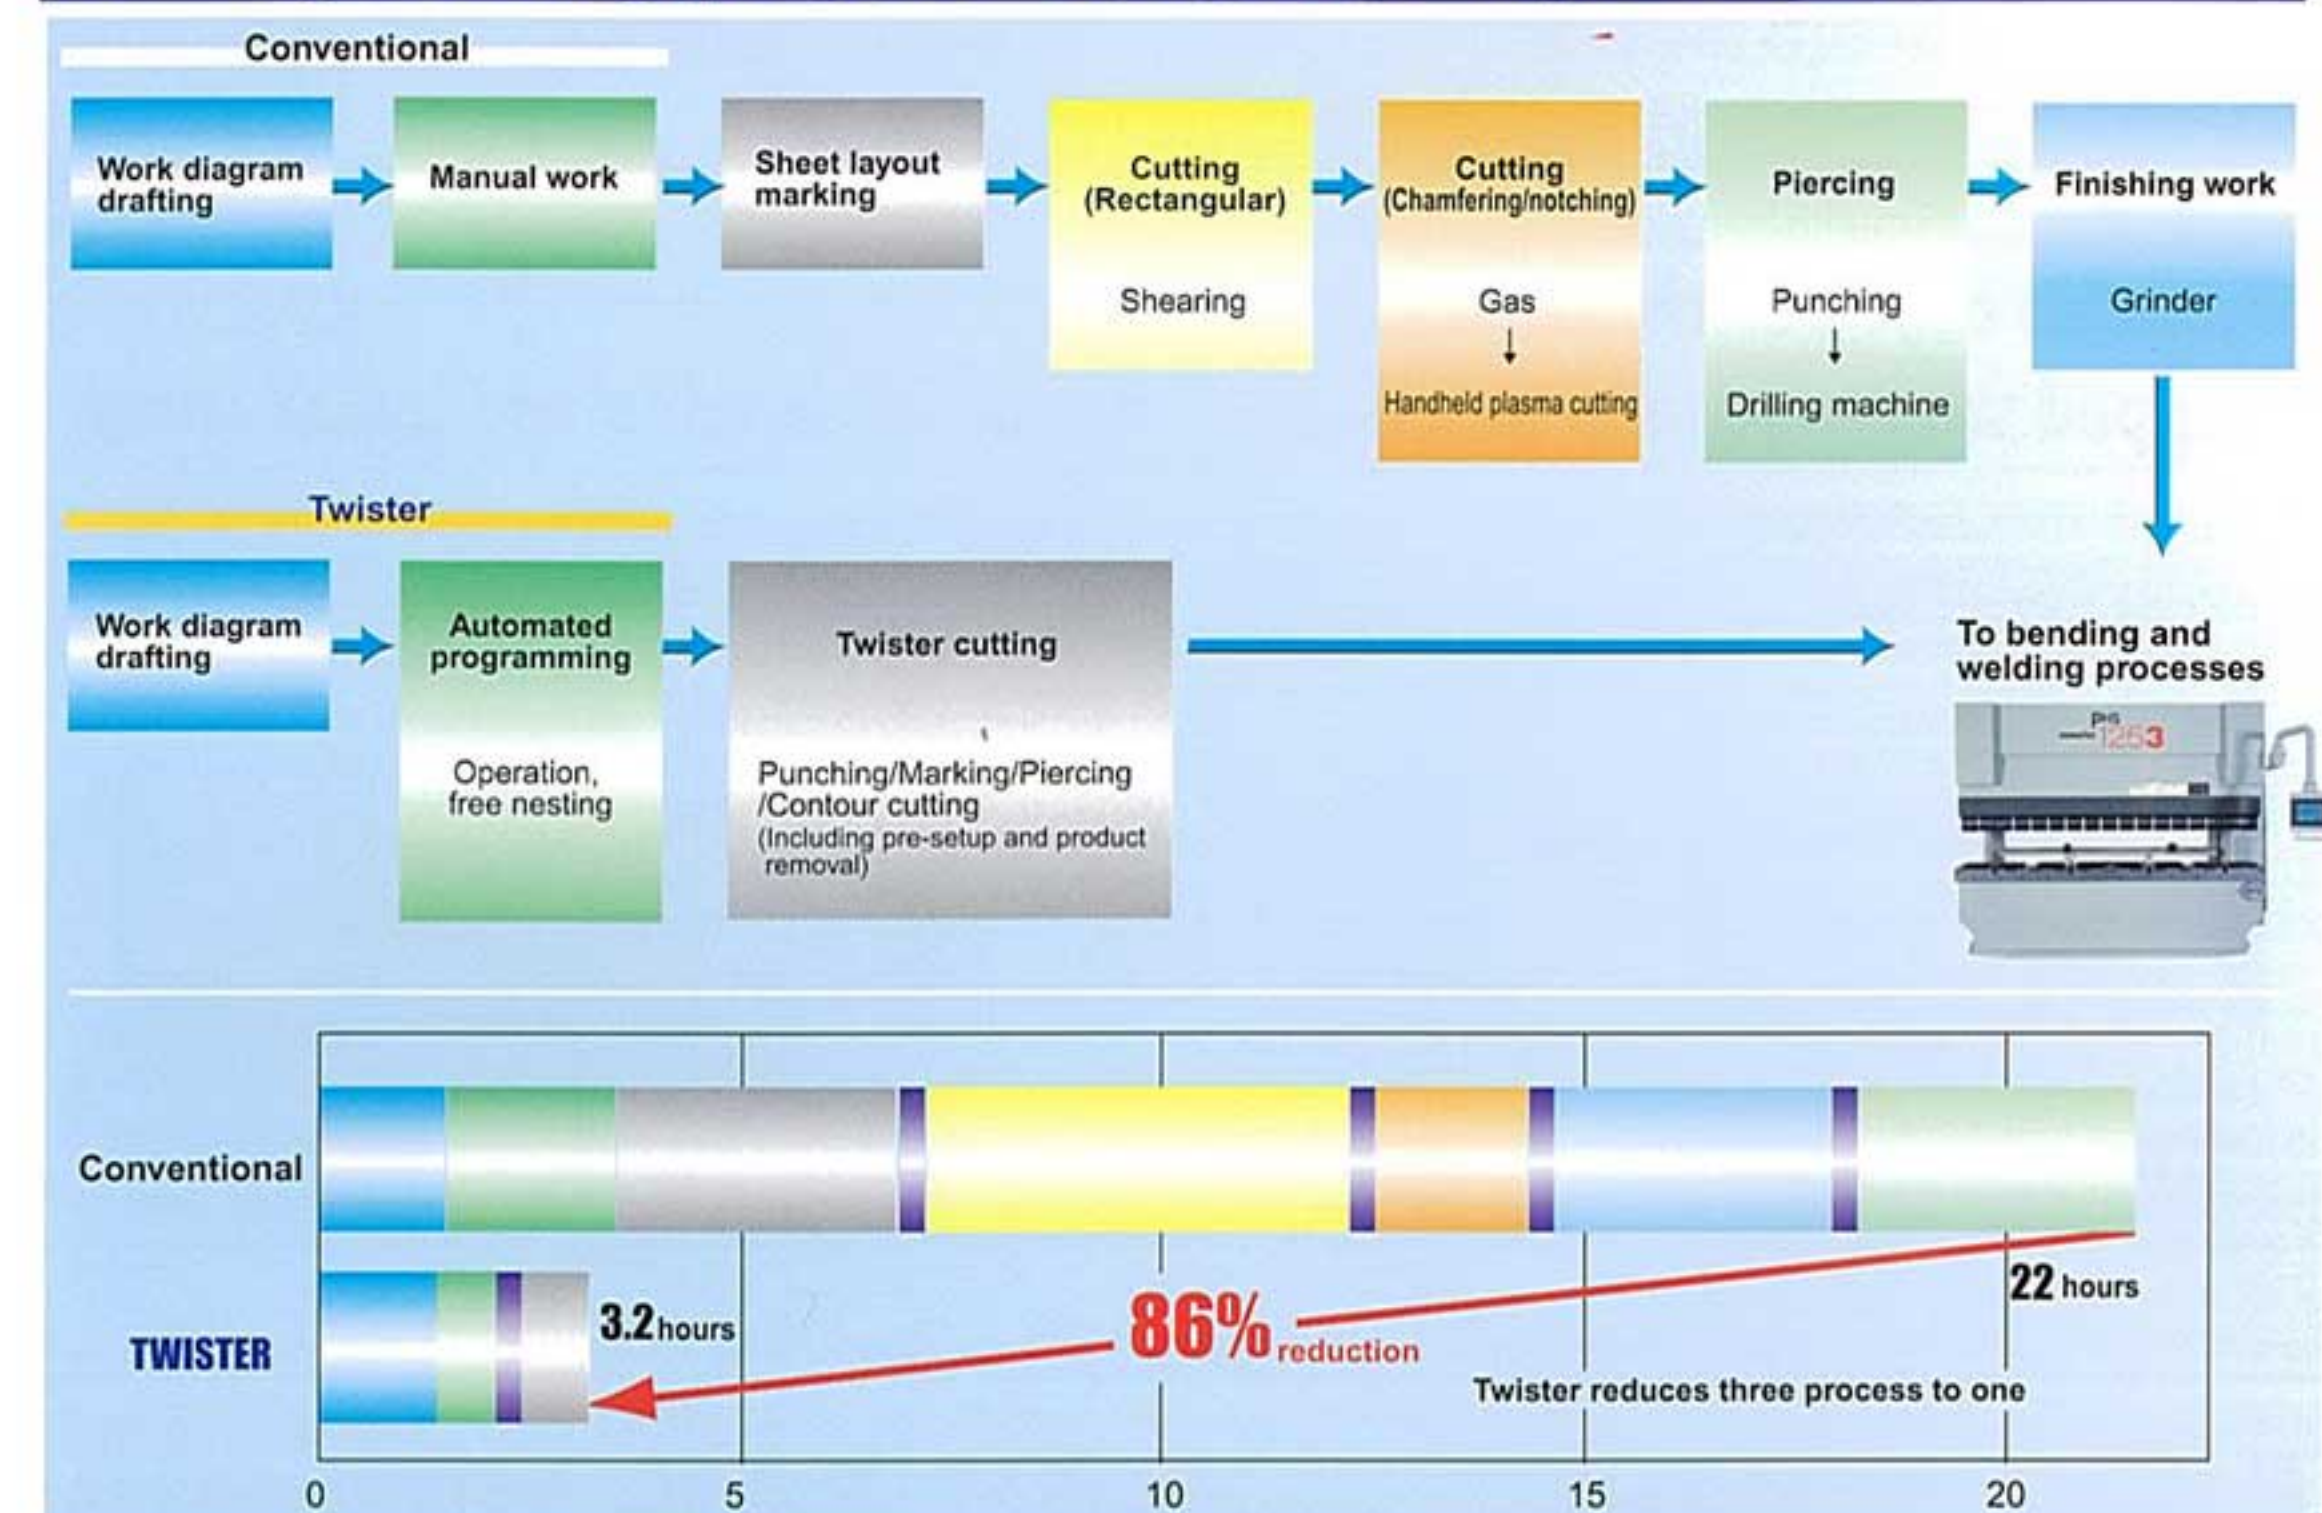 Conventional
Work diagram
drafting
Manual work
Sheet layout
marking
Cutting
(Rectangular)
Shearing
Cutting
(Chamfering/notching)
Gas
Handheld plasma cutting
Piercing
Punching
Drilling machine
Finishing work
Grinder
Twister
Work diagram
drafting
Automated
programming
Operation,
free nesting
Twister cutting
Punching/Marking/Piercing
/Contour cutting
(Including pre-setup and product
removal)
To bending and
welding processes
1253
Conventional
22 hours
TWISTER
3.2 hours
86% reduction
Twister reduces three process to one
0 5 10 15 20